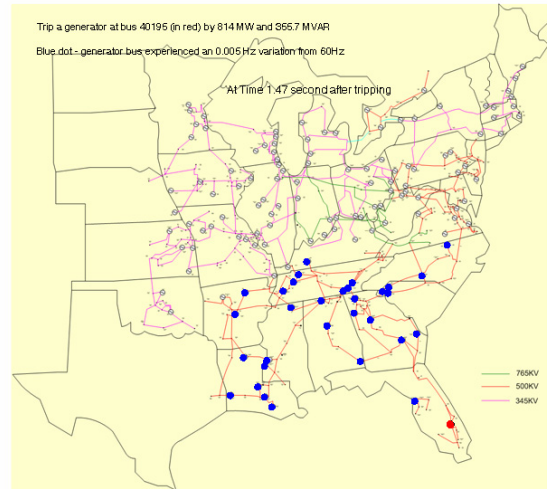 Trip a generator at bus 40195 (in red) by 814 MW and 355.7 MVAR
Blue dot - generator bus experienced an 0.005 Hz variation from 60Hz
At Time 1.47 second after tripping
765KV
500KV
345KV